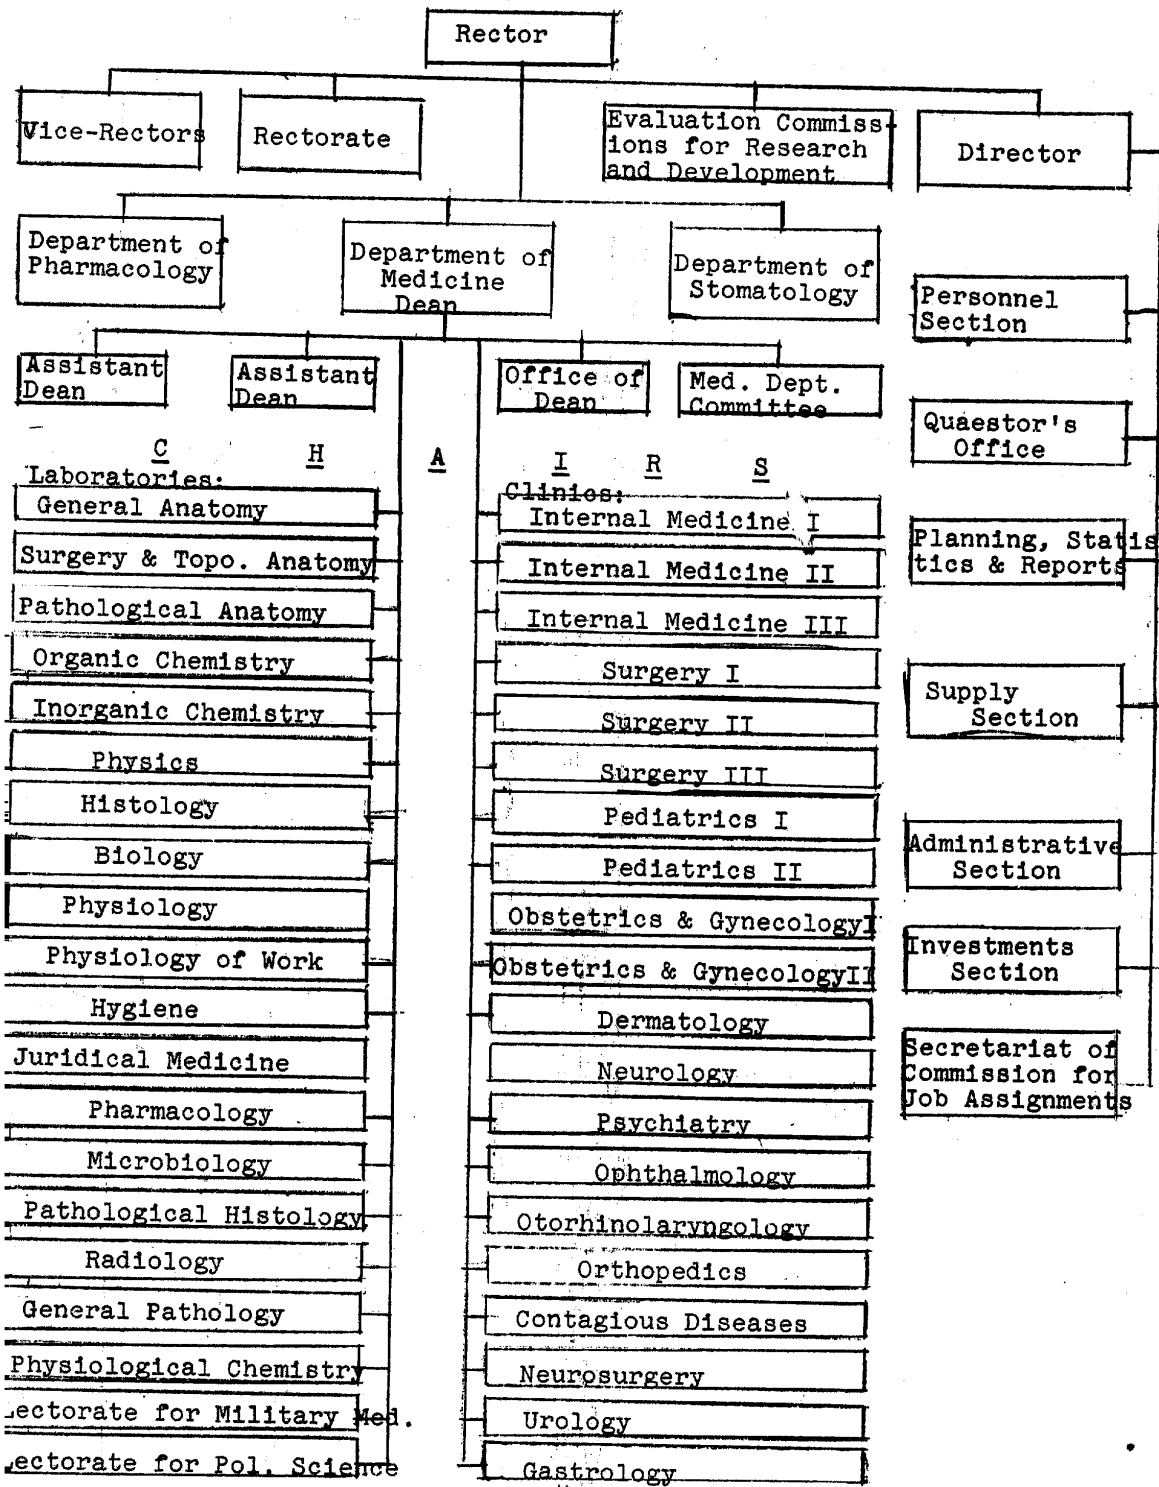 Rector
Vice-Rectors
Rectorate
Evaluation Commiss-
ions for Research
and Development
Director
Department of
Pharmacology
Department of
Medicine
Dean
Department of
Stomatology
Assistant
Dean
Assistant
Dean
Office of
Dean
Med. Dept.
Committee
C H A I R S
Laboratories:
General Anatomy
Surgery & Topo. Anatomy
Pathological Anatomy
Organic Chemistry
Inorganic Chemistry
Physics
Histology
Biology
Physiology
Physiology of Work
Hygiene
Juridical Medicine
Pharmacology
Microbiology
Pathological Histology
Radiology
General Pathology
Physiological Chemistry
Lectorate for Military Med.
Lectorate for Pol. Science
Clinics:
Internal Medicine I
Internal Medicine II
Internal Medicine III
Surgery I
Surgery II
Surgery III
Pediatrics I
Pediatrics II
Obstetrics & Gynecology I
Obstetrics & Gynecology II
Dermatology
Neurology
Psychiatry
Ophthalmology
Otorhinolaryngology
Orthopedics
Contagious Diseases
Neurosurgery
Urology
Gastrology
Personnel
Section
Quaestor's
Office
Planning, Statis
tics & Reports
Supply
Section
Administrative
Section
Investments
Section
Secretariat of
Commission for
Job Assignments